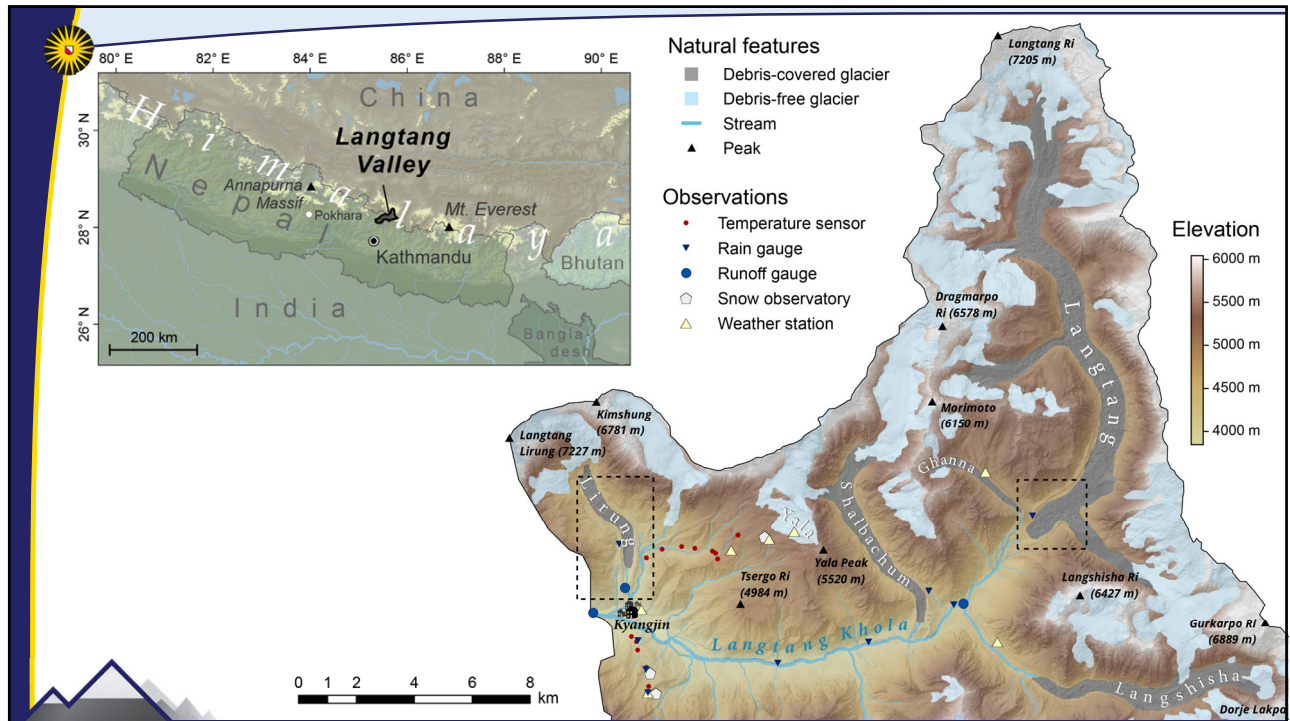 80° E
82° E
84° E
86° E
88° E
90° E
30° N
28° N
26° N
China
Himalaya
Langtang
Valley
Nepal
Annapurna
Massif
Pokhara
Mt. Everest
Kathmandu
Bhutan
India
Bangla-
desh
200 km
Natural features
Debris-covered glacier
Debris-free glacier
Stream
Peak
Observations
Temperature sensor
Rain gauge
Runoff gauge
Snow observatory
Weather station
Elevation
6000 m
5500 m
5000 m
4500 m
4000 m
Langtang Ri
(7205 m)
Dragmarpo
Ri (6578 m)
Langtang
Morimoto
(6150 m)
Kimshung
(6781 m)
Langtang
Lirung (7227 m)
Lirung
Ghanna
Shalbachum
Yala
Yala Peak
(5520 m)
Tsergo Ri
(4984 m)
Langshisha Ri
(6427 m)
Gurkarpo Ri
(6889 m)
Kyangjin
Langtang Khola
Langshisha
Dorje Lakpa
0 1 2 4 6 8
km